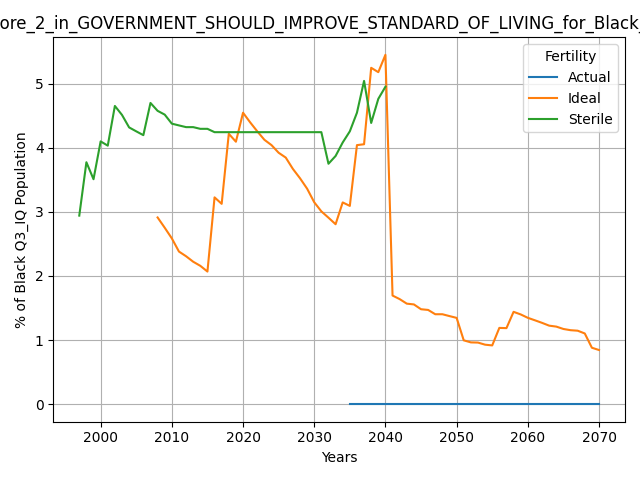 ore_2_in_GOVERNMENT_SHOULD_IMPROVE_STANDARD_OF_LIVING_for_Black_
Fertility
Actual
Ideal
Sterile
% of Black Q3_IQ Population
5
4
3
2
1
0
2000 2010 2020 2030 2040 2050 2060 2070
Years